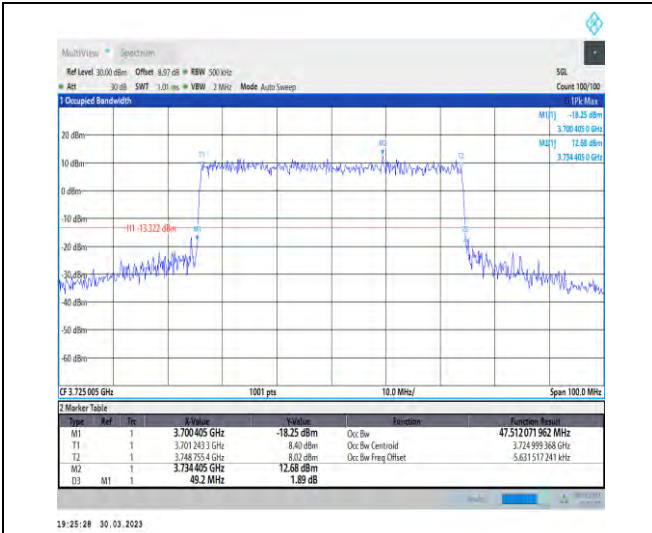 MultiView Spectrum
Ref Level 30.00 dBm Offset 8.97 dB RBW 500 kHz SGL
Att 30 dB SWT 1.01 ms VBW 2 MHz Mode Auto Sweep Count 100/100
1 Occupied Bandwidth 1Pk Max
M1[1] -18.25 dBm
3.700 405 0 GHz
M2[1] 12.68 dBm
3.734 405 0 GHz
20 dBm
M2
T1 T2
10 dBm
0 dBm
-10 dBm
H1 -13.322 dBm M1
-20 dBm
-30 dBm
-40 dBm
-50 dBm
-60 dBm
CF 3.725 005 GHz 1001 pts 10.0 MHz/ Span 100.0 MHz
2 Marker Table
Type Ref Trc X-Value Y-Value Function Function Result
M1 1 3.700 405 GHz -18.25 dBm Occ Bw 47.512 071 962 MHz
T1 1 3.701 243 3 GHz 8.40 dBm Occ Bw Centroid 3.724 999 368 GHz
T2 1 3.748 755 4 GHz 8.02 dBm Occ Bw Freq Offset -5.631 517 241 kHz
M2 1 3.734 405 GHz 12.68 dBm
D3 M1 1 49.2 MHz 1.89 dB
19:25:28 30.03.2023